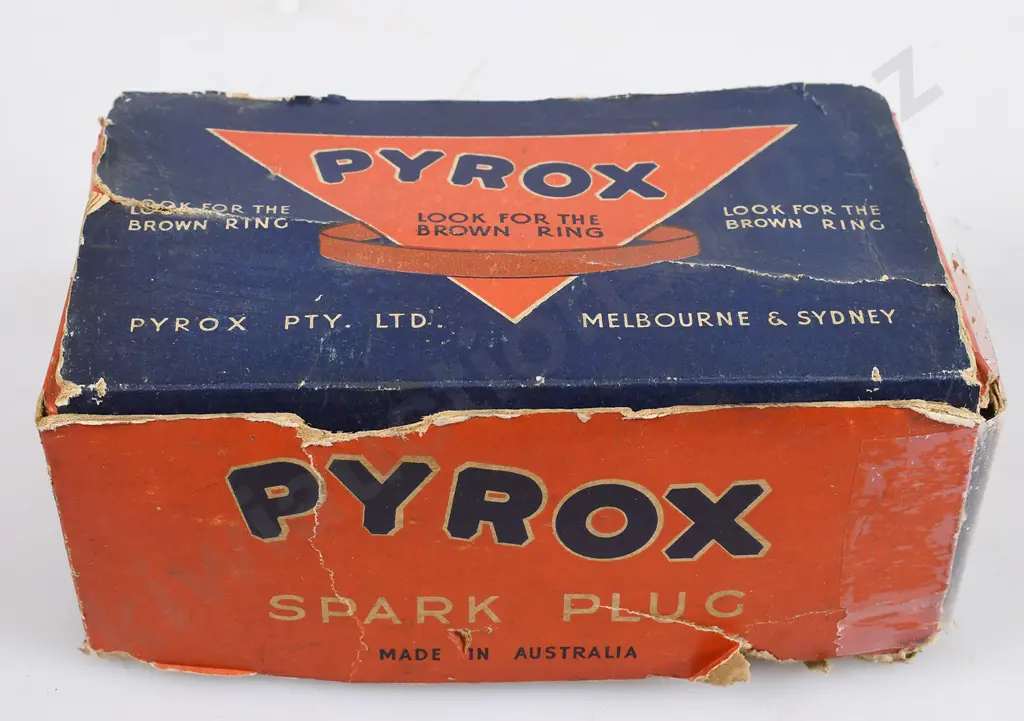 PYROX
LOOK FOR THE
BROWN RING
LOOK FOR THE
BROWN RING
LOOK FOR THE
BROWN RING
PYROX PTY. LTD.
MELBOURNE & SYDNEY
PYROX
SPARK PLUG
MADE IN AUSTRALIA